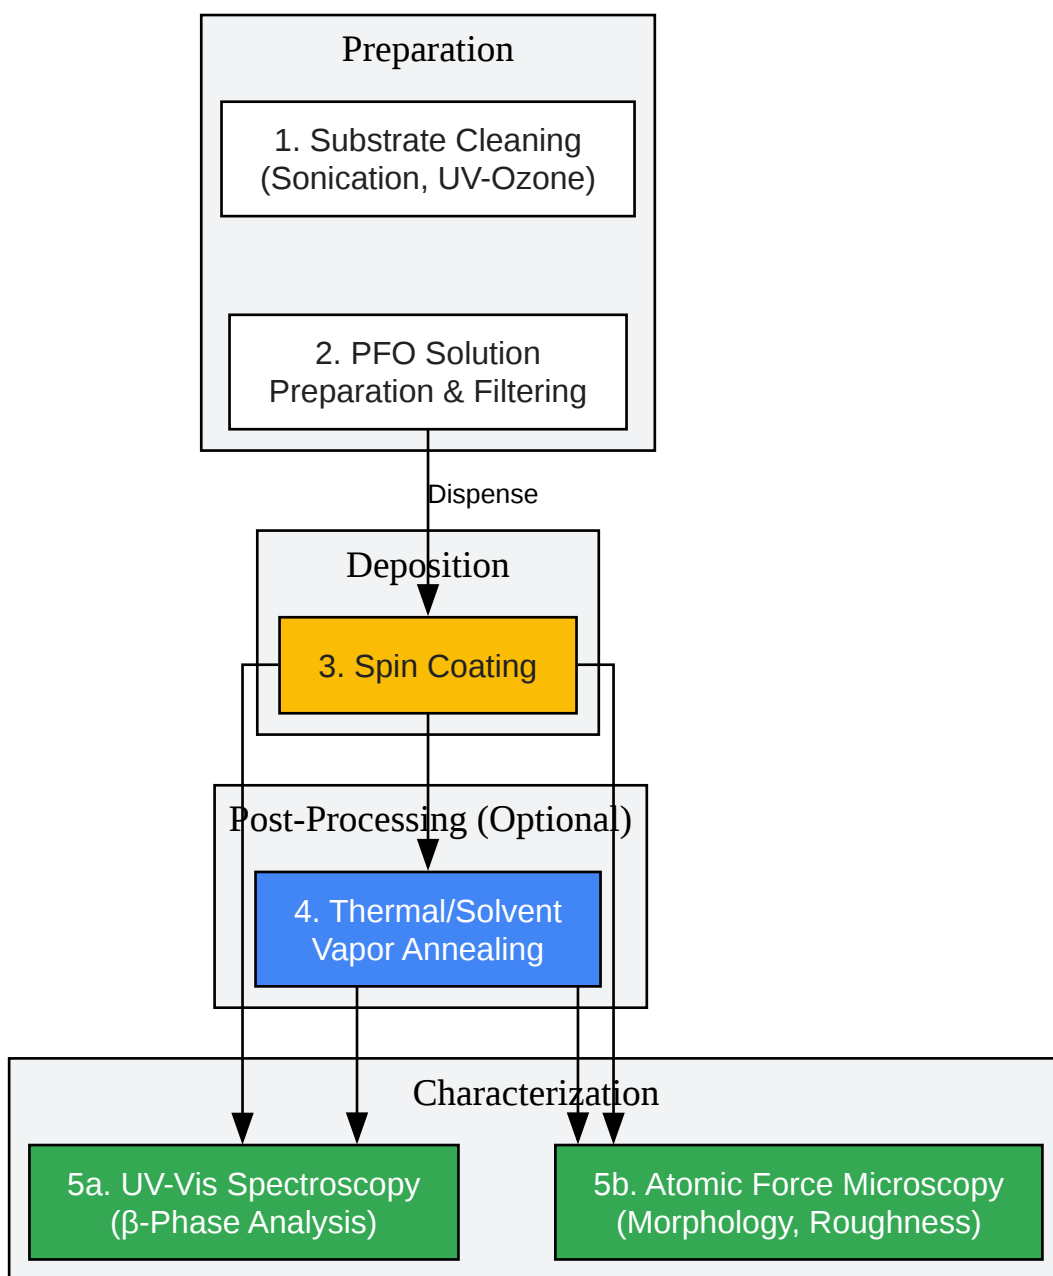 Preparation
1. Substrate Cleaning
(Sonication, UV-Ozone)
2. PFO Solution
Preparation & Filtering
Dispense
Deposition
3. Spin Coating
Post-Processing (Optional)
4. Thermal/Solvent
Vapor Annealing
Characterization
5a. UV-Vis Spectroscopy
(β-Phase Analysis)
5b. Atomic Force Microscopy
(Morphology, Roughness)